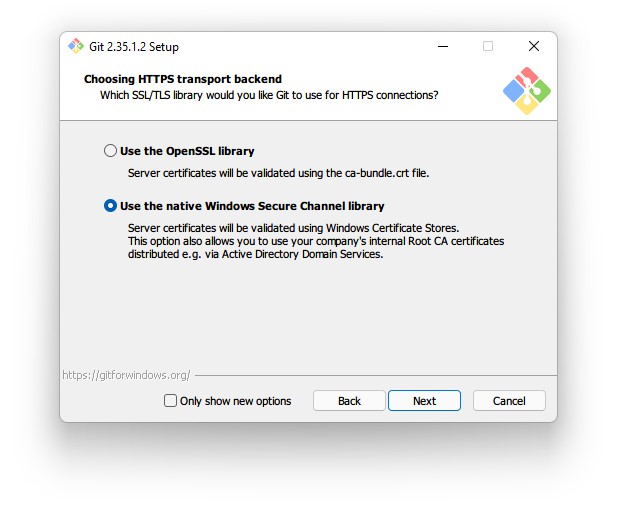 Git 2.35.1.2 Setup
Choosing HTTPS transport backend
Which SSL/TLS library would you like Git to use for HTTPS connections?
Use the OpenSSL library
Server certificates will be validated using the ca-bundle.crt file.
Use the native Windows Secure Channel library
Server certificates will be validated using Windows Certificate Stores.
This option also allows you to use your company's internal Root CA certificates
distributed e.g. via Active Directory Domain Services.
https://gitforwindows.org/
Only show new options
Back
Next
Cancel